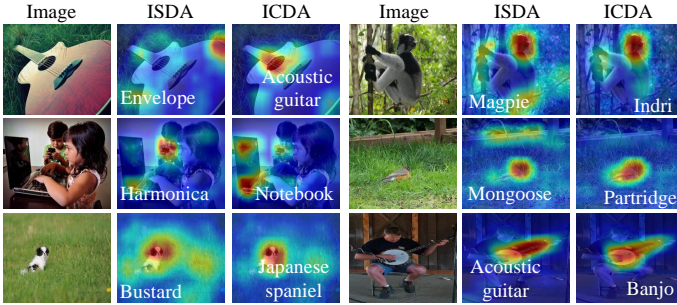 Image ISDA ICDA Image ISDA ICDA
Envelope Acoustic guitar Magpie Indri
Harmonica Notebook Mongoose Partridge
Bustard Japanese spaniel Acoustic guitar Banjo